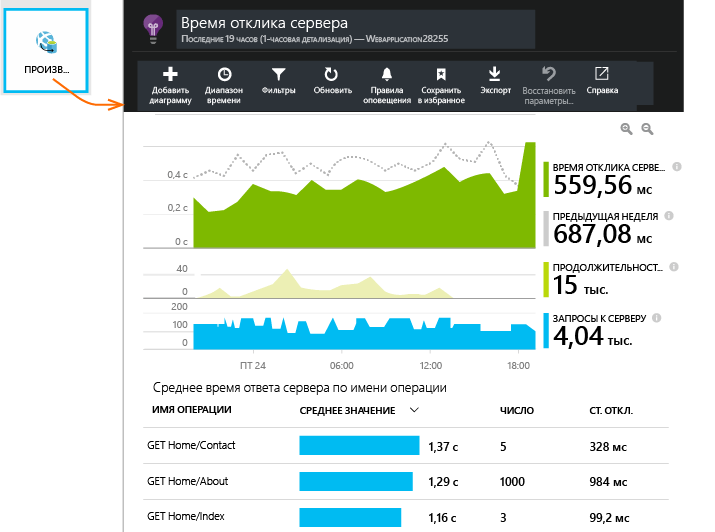 ПРОИЗВ...
Время отклика сервера
Последние 19 часов (1-часовая детализация) — Webapplication28255
Добавить диаграмму
Диапазон времени
Фильтры
Обновить
Правила оповещения
Сохранить в избранное
Экспорт
Восстановить параметры...
Справка
0,4 с
0,2 с
0 с
40
0
200
100
0
ПТ 24
06:00
12:00
18:00
ВРЕМЯ ОТКЛИКА СЕРВЕ...
559,56 мс
ПРЕДЫДУЩАЯ НЕДЕЛЯ
687,08 мс
ПРОДОЛЖИТЕЛЬНОСТ...
15 тыс.
ЗАПРОСЫ К СЕРВЕРУ
4,04 тыс.
Среднее время ответа сервера по имени операции
ИМЯ ОПЕРАЦИИ СРЕДНЕЕ ЗНАЧЕНИЕ ЧИСЛО СТ. ОТКЛ.
GET Home/Contact 1,37 с 5 328 мс
GET Home/About 1,29 с 1000 984 мс
GET Home/Index 1,16 с 3 99,2 мс